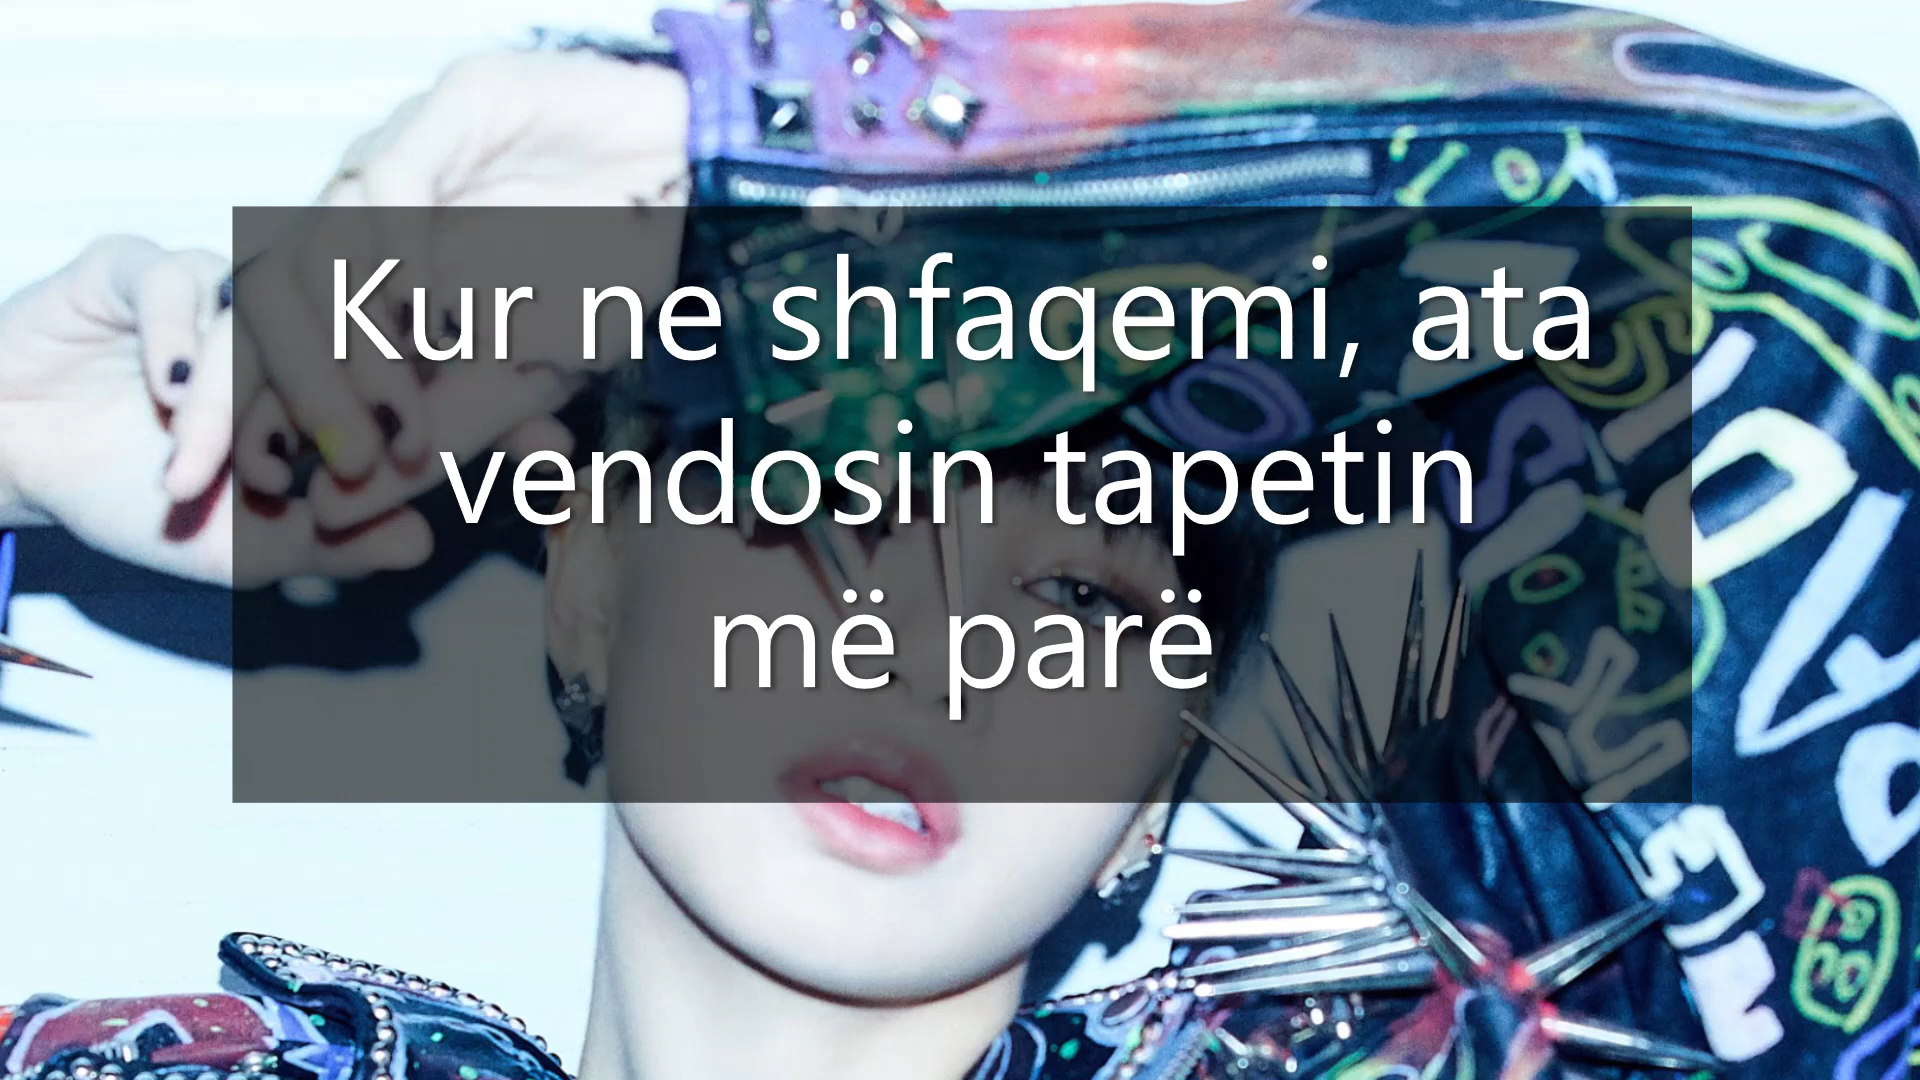 Kur ne shfaqemi, ata
vendosin tapetin
më parë